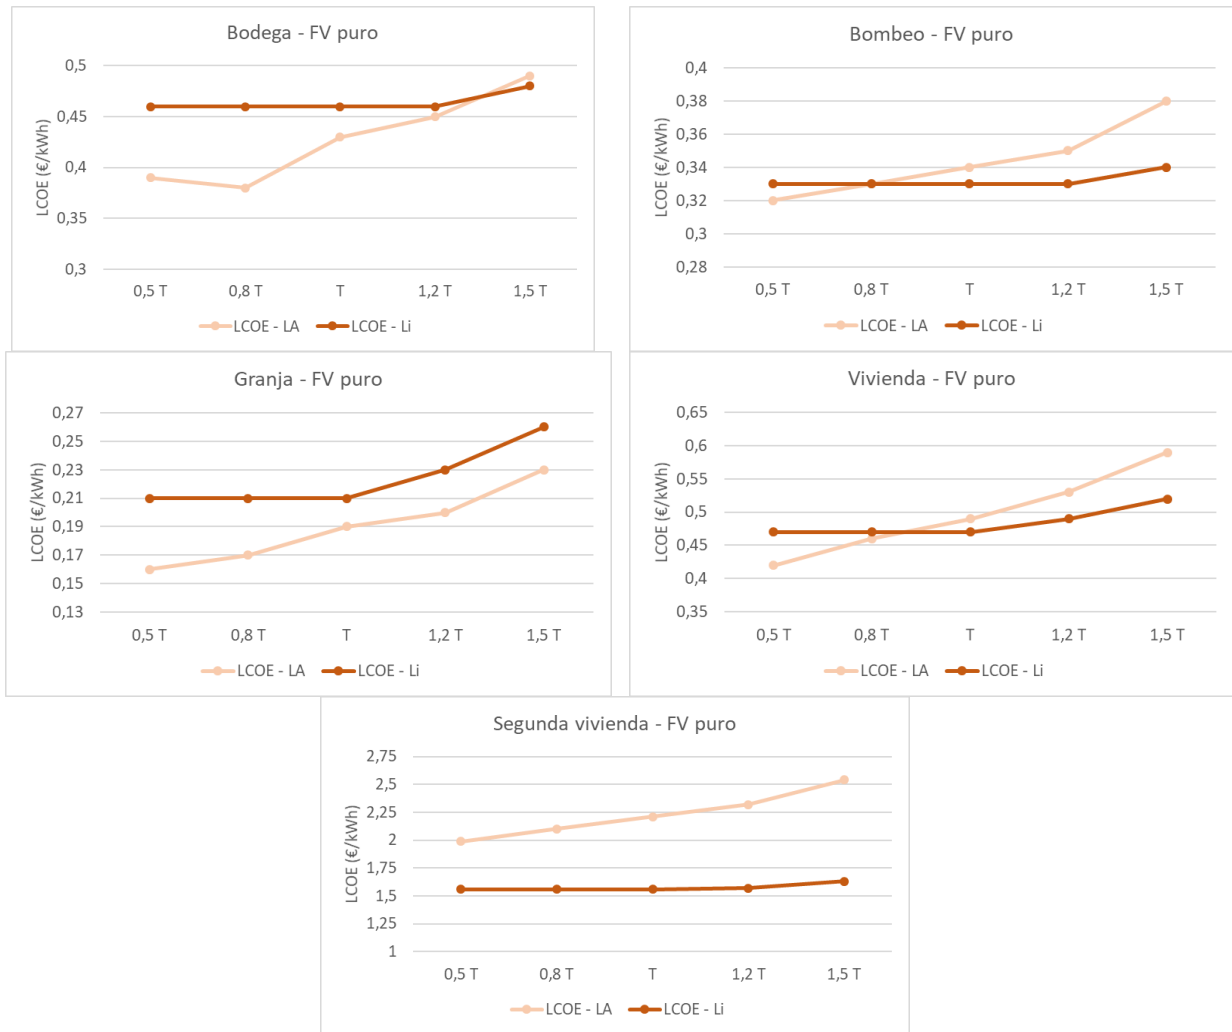 Bodega - FV puro
LCOE (€/kWh)
0,5
0,45
0,4
0,35
0,3
0,5 T
0,8 T
T
1,2 T
1,5 T
LCOE - LA
LCOE - Li
Bombeo - FV puro
LCOE (€/kWh)
0,4
0,38
0,36
0,34
0,32
0,3
0,28
0,5 T
0,8 T
T
1,2 T
1,5 T
LCOE - LA
LCOE - Li
Granja - FV puro
LCOE (€/kWh)
0,27
0,25
0,23
0,21
0,19
0,17
0,15
0,13
0,5 T
0,8 T
T
1,2 T
1,5 T
LCOE - LA
LCOE - Li
Vivienda - FV puro
LCOE (€/kWh)
0,65
0,6
0,55
0,5
0,45
0,4
0,35
0,5 T
0,8 T
T
1,2 T
1,5 T
LCOE - LA
LCOE - Li
Segunda vivienda - FV puro
LCOE (€/kWh)
2,75
2,5
2,25
2
1,75
1,5
1,25
1
0,5 T
0,8 T
T
1,2 T
1,5 T
LCOE - LA
LCOE - Li